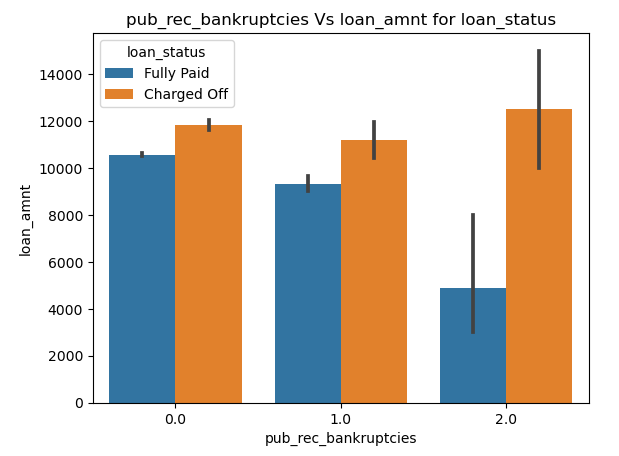 pub_rec_bankruptcies Vs loan_amnt for loan_status
loan_status
Fully Paid
Charged Off
14000
12000
10000
8000
6000
4000
2000
0
loan_amnt
0.0
1.0
2.0
pub_rec_bankruptcies